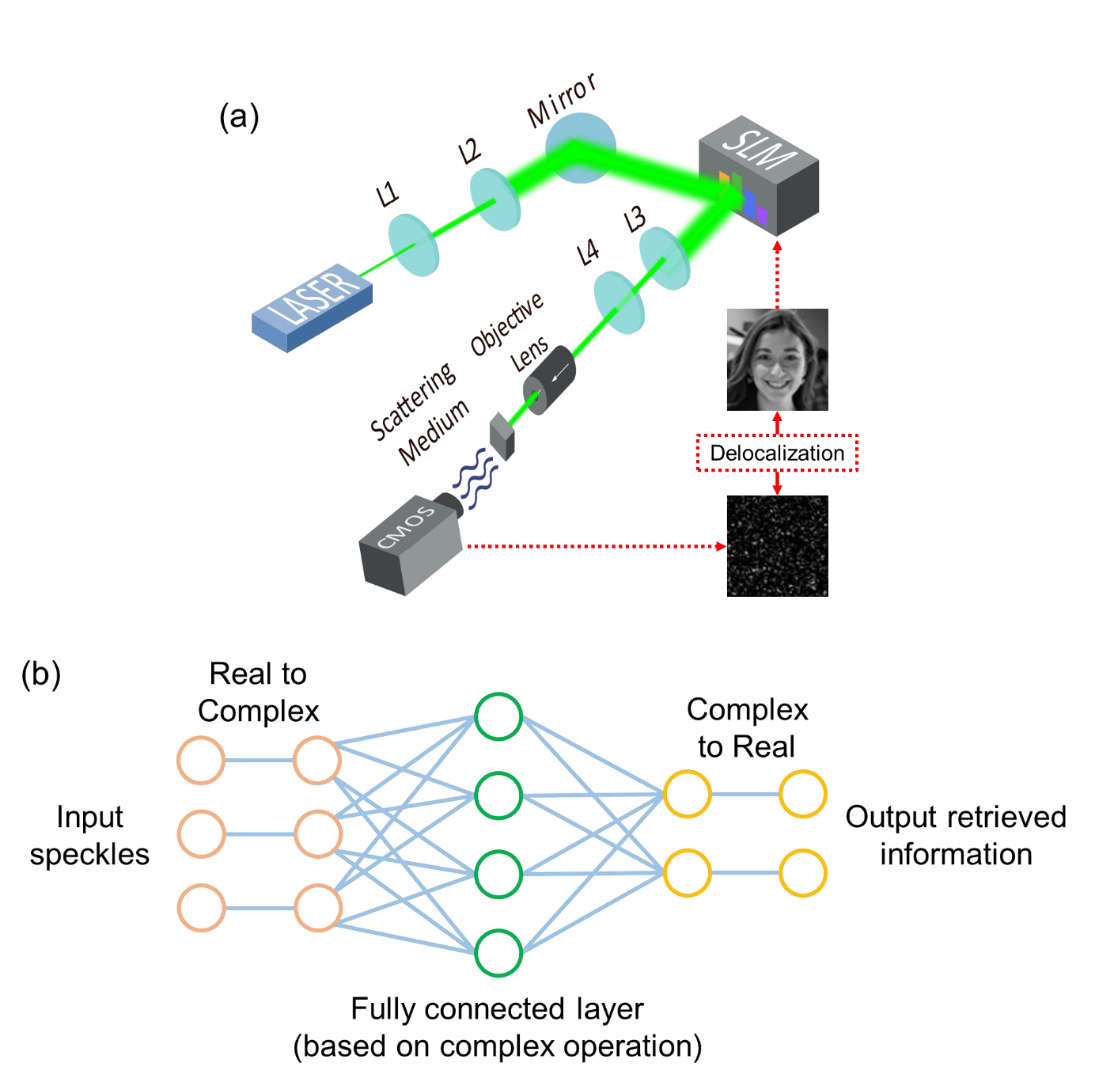 (a)
Mirror
SLM
L2
L1
L3
L4
LASER
Objective
Lens
Scattering
Medium
CMOS
Delocalization
(b)
Real to
Complex
Complex
to Real
Input
speckles
Output retrieved
information
Fully connected layer
(based on complex operation)